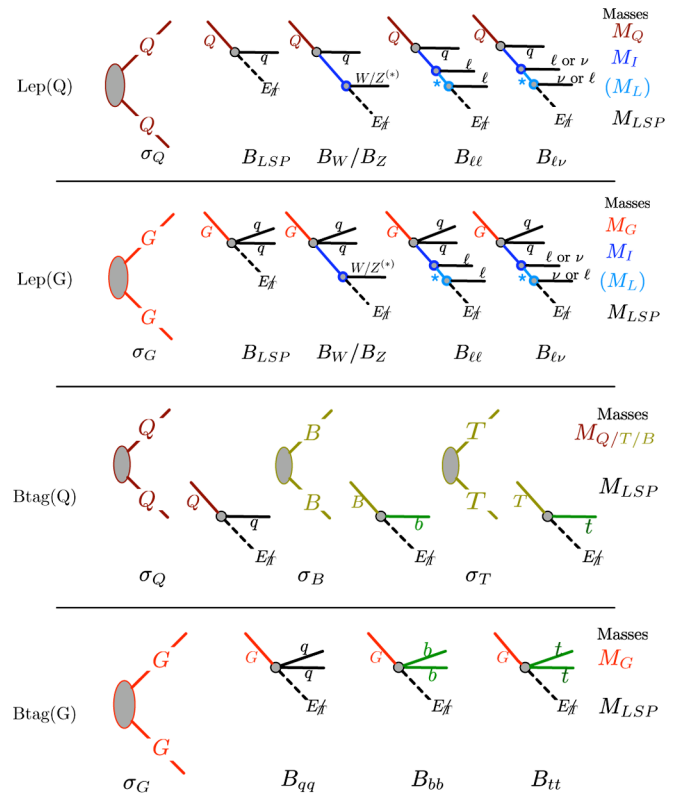 Masses
Q q q q q M_Q
Q Q Q Q ℓ ℓ or ν M_I
Lep(Q) W/Z^(*) * ℓ * ν or ℓ (M_L)
Q E̸_T E̸_T E̸_T E̸_T M_LSP
σ_Q B_LSP B_W/B_Z B_ℓℓ B_ℓν
Masses
G q q q q M_G
G q G q G q G q ℓ or ν M_I
Lep(G) W/Z^(*) ℓ * ℓ * ν or ℓ (M_L)
G E̸_T E̸_T E̸_T E̸_T M_LSP
σ_G B_LSP B_W/B_Z B_ℓℓ B_ℓν
Masses
Q B T M_Q/T/B
Btag(Q) Q Q q B B b T T t M_LSP
E̸_T E̸_T E̸_T
σ_Q σ_B σ_T
Masses
G G q q G b b G t t M_G
Btag(G) E̸_T E̸_T E̸_T M_LSP
G
σ_G B_qq B_bb B_tt